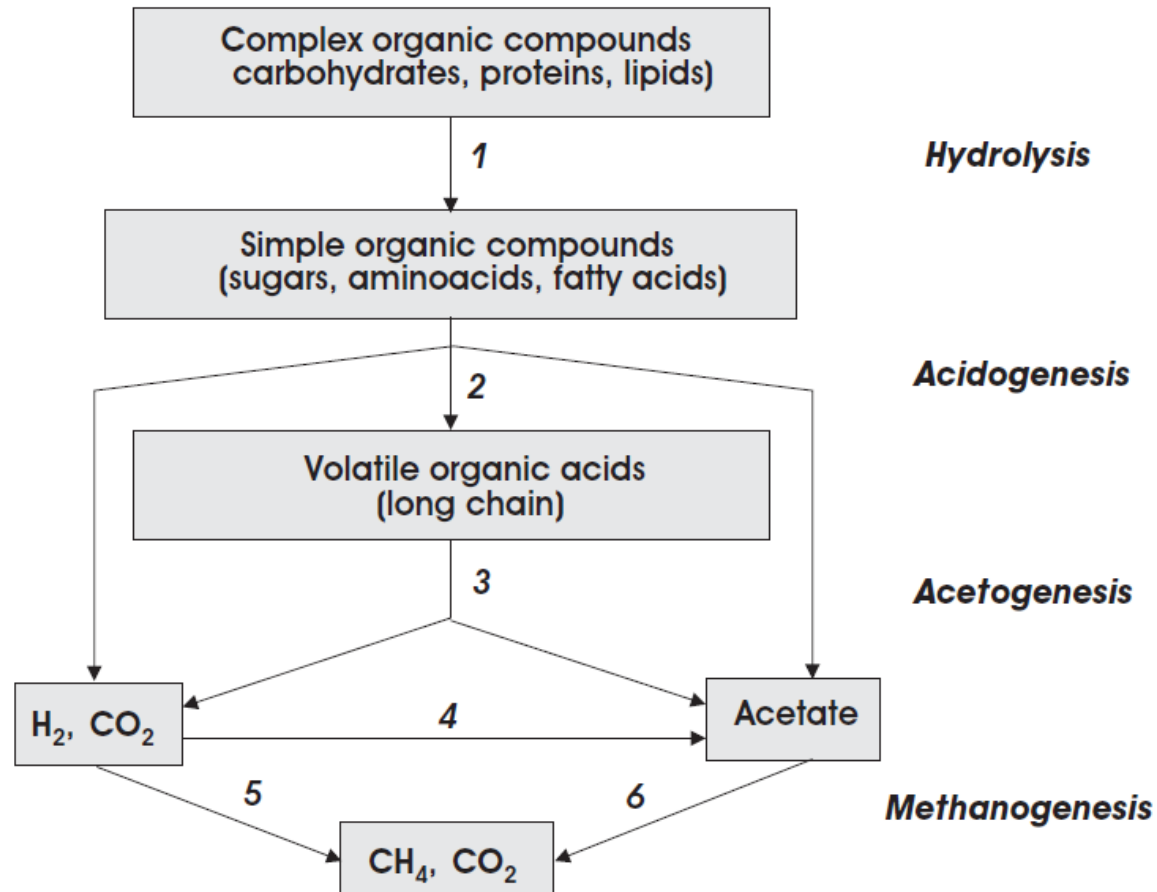 Complex organic compounds
carbohydrates, proteins, lipids)
1
Hydrolysis
Simple organic compounds
(sugars, aminoacids, fatty acids)
Acidogenesis
2
Volatile organic acids
(long chain)
3
Acetogenesis
H₂, CO₂
4
Acetate
5
6
Methanogenesis
CH₄, CO₂